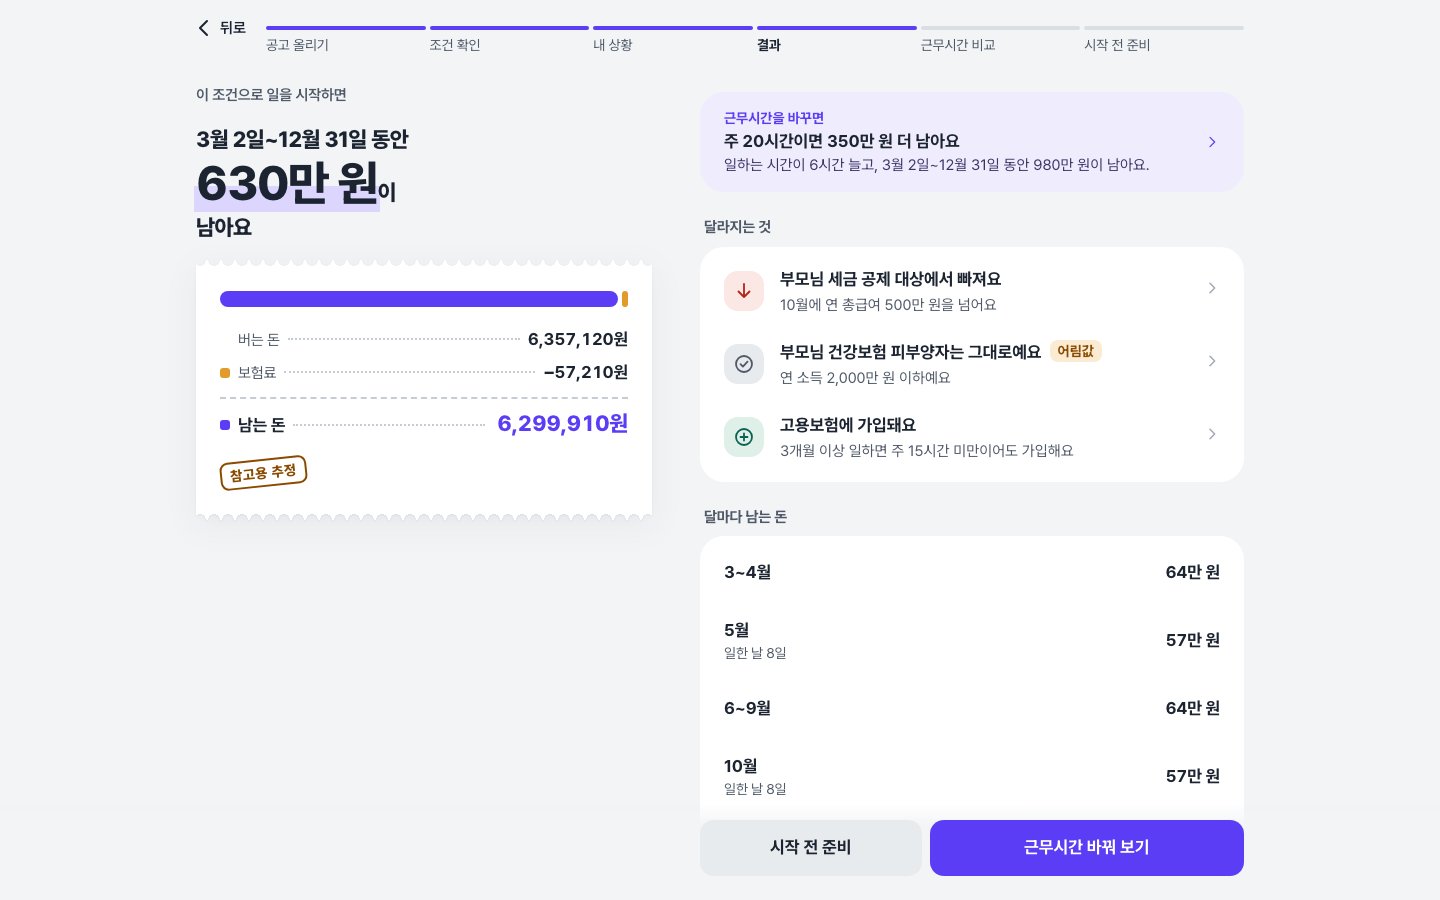 뒤로
공고 올리기
조건 확인
내 상황
결과
근무시간 비교
시작 전 준비
이 조건으로 일을 시작하면
3월 2일~12월 31일 동안
630만 원이
남아요
버는 돈 6,357,120원
보험료 −57,210원
남는 돈 6,299,910원
참고용 추정
근무시간을 바꾸면
주 20시간이면 350만 원 더 남아요
일하는 시간이 6시간 늘고, 3월 2일~12월 31일 동안 980만 원이 남아요.
달라지는 것
부모님 세금 공제 대상에서 빠져요
10월에 연 총급여 500만 원을 넘어요
부모님 건강보험 피부양자는 그대로예요 어림값
연 소득 2,000만 원 이하예요
고용보험에 가입돼요
3개월 이상 일하면 주 15시간 미만이어도 가입해요
달마다 남는 돈
3~4월 64만 원
5월 57만 원
일한 날 8일
6~9월 64만 원
10월 57만 원
일한 날 8일
시작 전 준비
근무시간 바꿔 보기